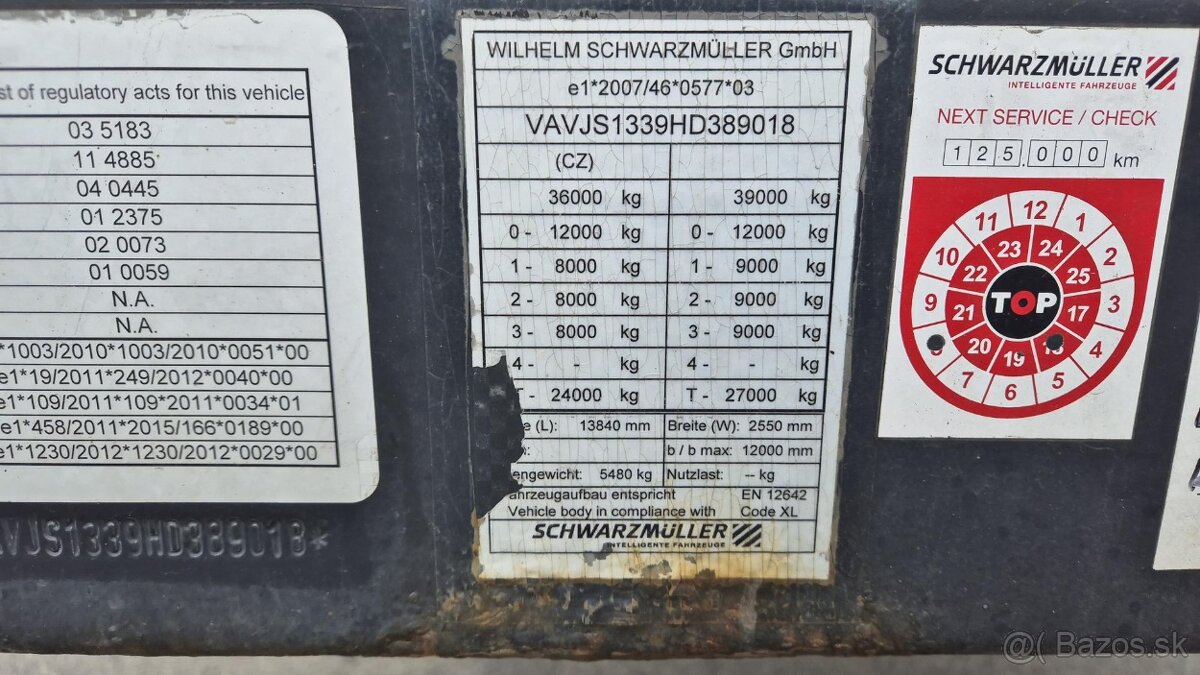 st of regulatory acts for this vehicle
03 5183
11 4885
04 0445
01 2375
02 0073
01 0059
N.A.
N.A.
*1003/2010*1003/2010*0051*00
e1*19/2011*249/2012*0040*00
e1*109/2011*109*2011*0034*01
e1*458/2011*2015/166*0189*00
e1*1230/2012*1230/2012*0029*00
AVJS1339HD389018*
WILHELM SCHWARZMÜLLER GmbH
e1*2007/46*0577*03
VAVJS1339HD389018
(CZ)
36000 kg 39000 kg
0 - 12000 kg 0 - 12000 kg
1 - 8000 kg 1 - 9000 kg
2 - 8000 kg 2 - 9000 kg
3 - 8000 kg 3 - 9000 kg
4 - - kg 4 - - kg
T - 24000 kg T - 27000 kg
e (L): 13840 mm Breite (W): 2550 mm
b / b max: 12000 mm
engewicht: 5480 kg Nutzlast: -- kg
ahrzeugaufbau entspricht EN 12642
Vehicle body in compliance with Code XL
SCHWARZMÜLLER
INTELLIGENTE FAHRZEUGE
SCHWARZMÜLLER
INTELLIGENTE FAHRZEUGE
NEXT SERVICE / CHECK
125.000 km
12 1 2 3 4 5 6 7 9 10 11
24 25 17 19 20 21 22 23
TOP
Bazos.sk